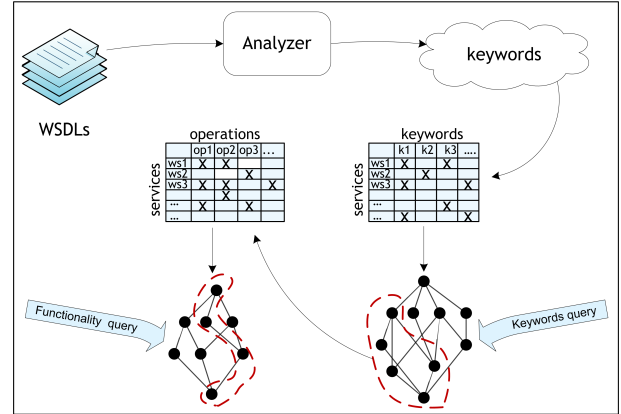 Analyzer
keywords
WSDLs
operations
op1 op2 op3 ...
services
ws1 X X
ws2 X
ws3 X X X
X
... X X
...
keywords
k1 k2 k3 ....
services
ws1 X X
ws2 X
ws3 X X
... X
... X X
Functionality query
Keywords query